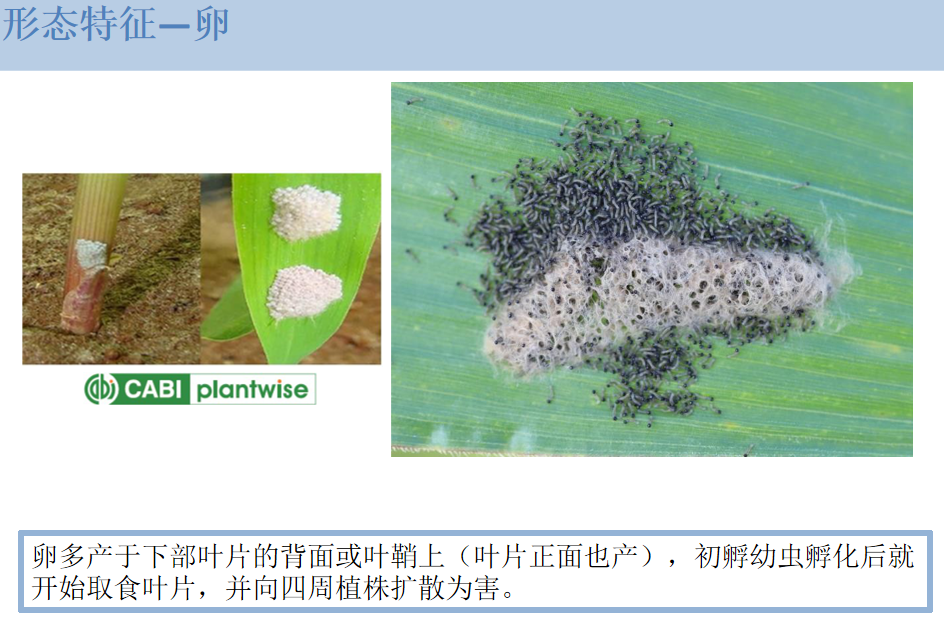 形态特征—卵
CABI plantwise
卵多产于下部叶片的背面或叶鞘上（叶片正面也产），初孵幼虫孵化后就
开始取食叶片，并向四周植株扩散为害。